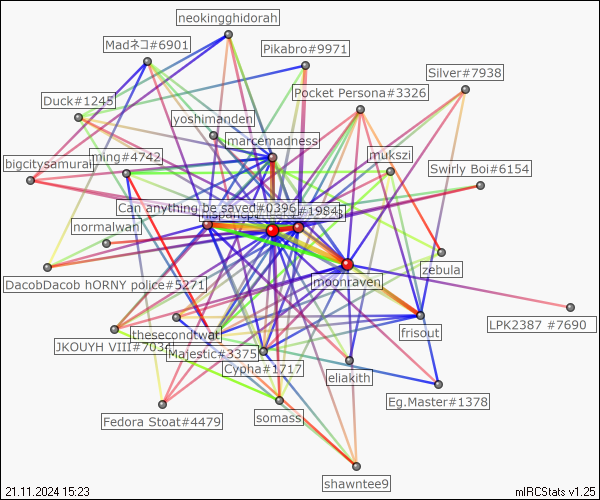 neokingghidorah
Madネコ#6901
Pikabro#9971
Silver#7938
Pocket Persona#3326
Duck#1245
yoshimanden
marcemadness
mukszi
bigcitysamurai
ming#4742
Swirly Boi#6154
Can anything be saved#0396
#1984
normalwan
zebula
moonraven
DacobDacob hORNY police#5271
LPK2387 #7690
thesecondtwat
frisout
JKOUYH VIII#7034
Majestic#3375
Cypha#1717
eliakith
Eg.Master#1378
somass
Fedora Stoat#4479
shawntee9
21.11.2024 15:23
mIRCStats v1.25